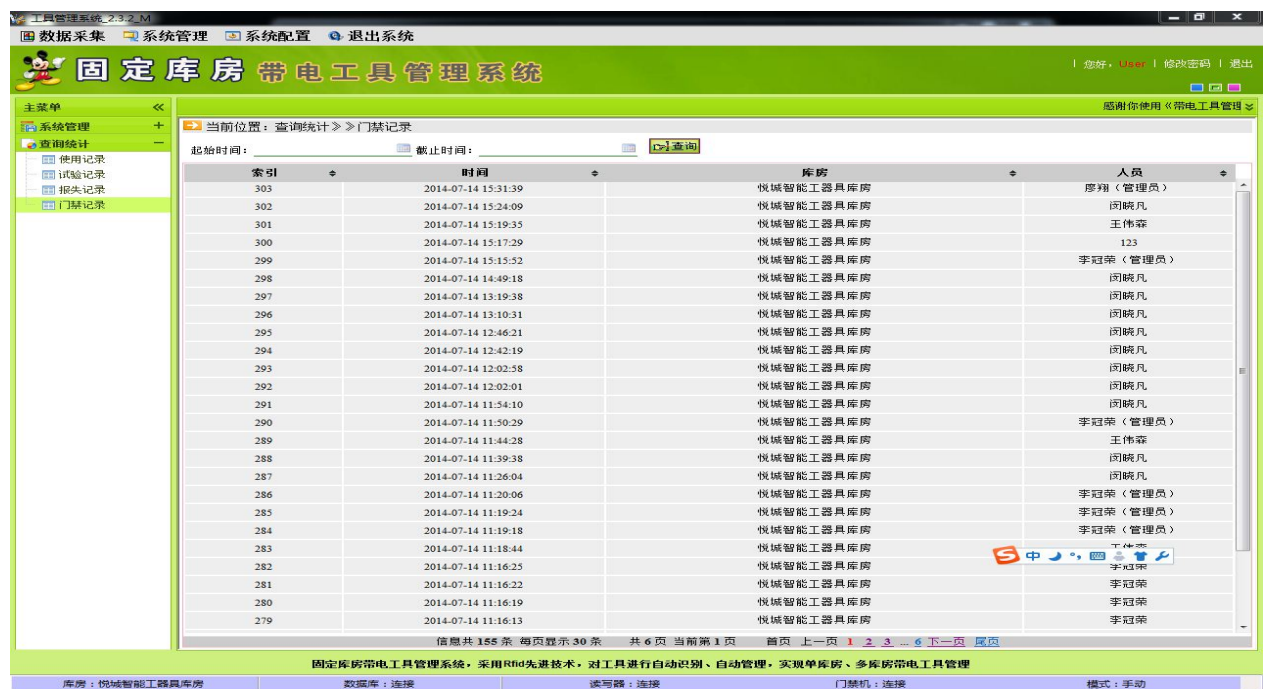 工具管理系统_2.3.2_M
数据采集 系统管理 系统配置 退出系统
固定库房 带电工具管理系统
| 您好，User | 修改密码 | 退出
主菜单 «
感谢你使用《带电工具管理
系统管理 +
当前位置：查询统计≫≫门禁记录
查询统计 −
起始时间： 截止时间： 查询
使用记录
试验记录
报失记录
门禁记录
索引 时间 库房 人员
303 2014-07-14 15:31:39 悦城智能工器具库房 廖翔（管理员）
302 2014-07-14 15:24:09 悦城智能工器具库房 闵晓凡
301 2014-07-14 15:19:35 悦城智能工器具库房 王伟森
300 2014-07-14 15:17:29 悦城智能工器具库房 123
299 2014-07-14 15:15:52 悦城智能工器具库房 李冠荣（管理员）
298 2014-07-14 14:49:18 悦城智能工器具库房 闵晓凡
297 2014-07-14 13:19:38 悦城智能工器具库房 闵晓凡
296 2014-07-14 13:10:31 悦城智能工器具库房 闵晓凡
295 2014-07-14 12:46:21 悦城智能工器具库房 闵晓凡
294 2014-07-14 12:42:19 悦城智能工器具库房 闵晓凡
293 2014-07-14 12:02:58 悦城智能工器具库房 闵晓凡
292 2014-07-14 12:02:01 悦城智能工器具库房 闵晓凡
291 2014-07-14 11:54:10 悦城智能工器具库房 闵晓凡
290 2014-07-14 11:50:29 悦城智能工器具库房 李冠荣（管理员）
289 2014-07-14 11:44:28 悦城智能工器具库房 王伟森
288 2014-07-14 11:39:38 悦城智能工器具库房 闵晓凡
287 2014-07-14 11:26:04 悦城智能工器具库房 闵晓凡
286 2014-07-14 11:20:06 悦城智能工器具库房 李冠荣（管理员）
285 2014-07-14 11:19:24 悦城智能工器具库房 李冠荣（管理员）
284 2014-07-14 11:19:18 悦城智能工器具库房 李冠荣（管理员）
283 2014-07-14 11:18:44 悦城智能工器具库房
中
282 2014-07-14 11:16:25 悦城智能工器具库房 李冠荣
281 2014-07-14 11:16:22 悦城智能工器具库房 李冠荣
280 2014-07-14 11:16:19 悦城智能工器具库房 李冠荣
279 2014-07-14 11:16:13 悦城智能工器具库房 李冠荣
信息共 155 条 每页显示 30 条 共 6 页 当前第 1 页 首页 上一页 1 2 3 ... 6 下一页 尾页
固定库房带电工具管理系统，采用Rfid先进技术，对工具进行自动识别、自动管理，实现单库房、多库房带电工具管理
库房：悦城智能工器具库房 数据库：连接 读写器：连接 门禁机：连接 模式：手动